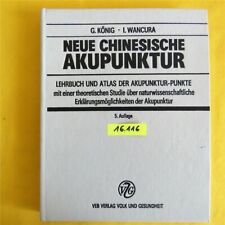 G. KÖNIG · I. WANCURA
NEUE CHINESISCHE
AKUPUNKTUR
LEHRBUCH UND ATLAS DER AKUPUNKTUR-PUNKTE
mit einer theoretischen Studie über naturwissenschaftliche
Erklärungsmöglichkeiten der Akupunktur
5. Auflage
16.116
VEB VERLAG VOLK UND GESUNDHEIT